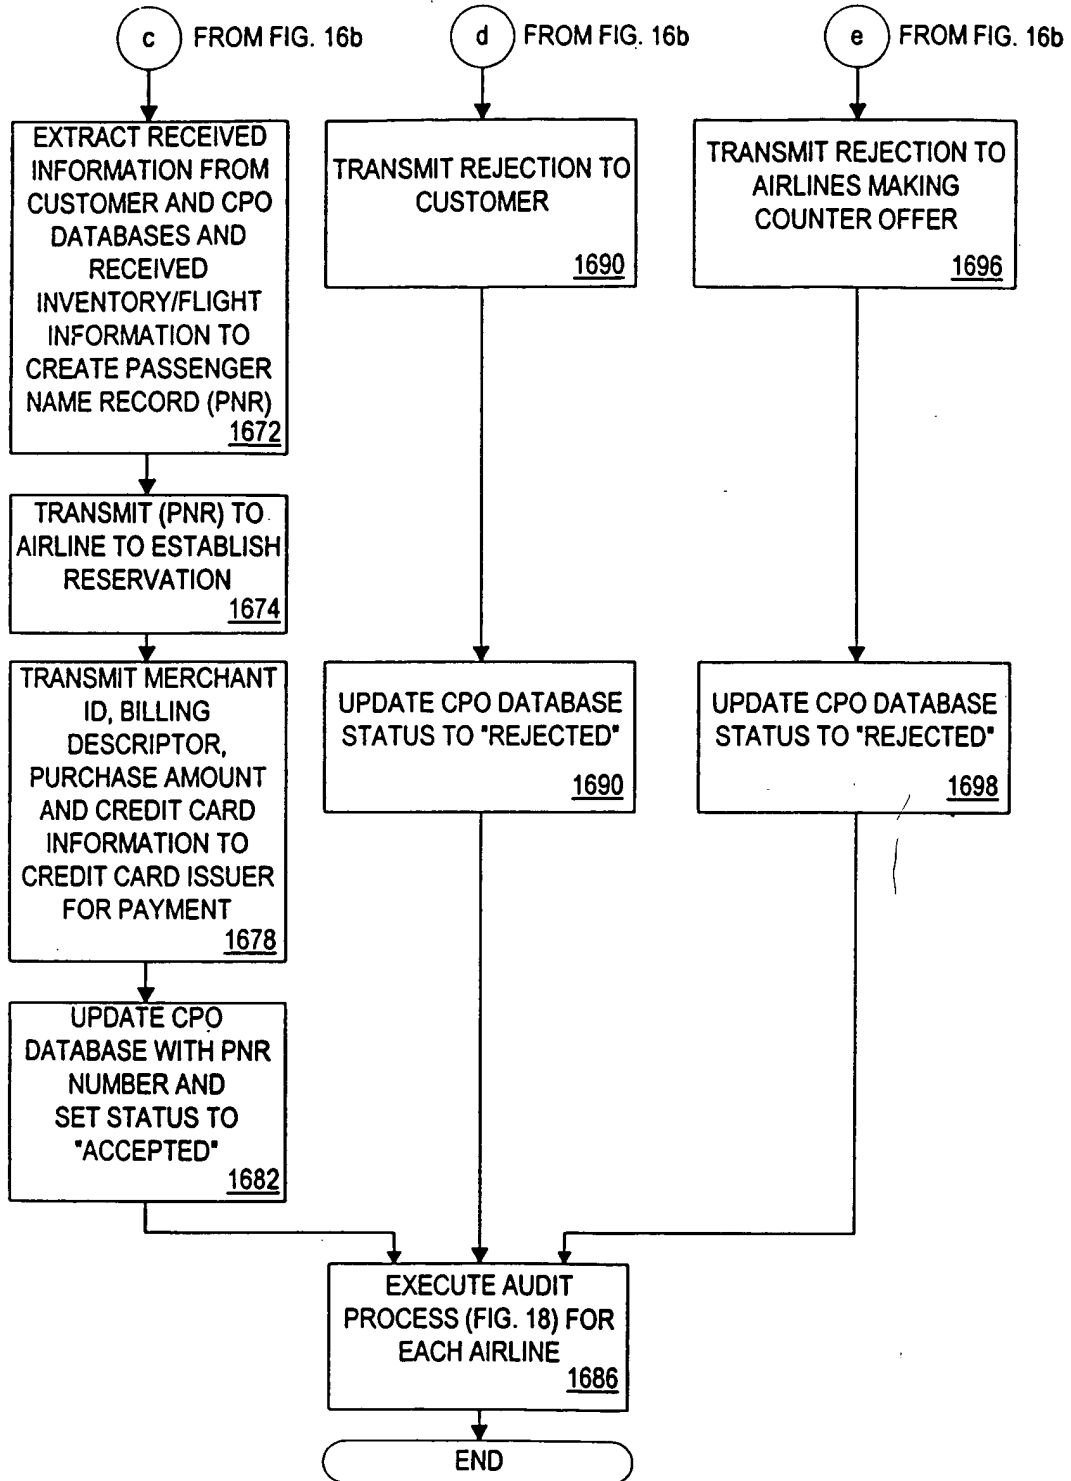 c FROM FIG. 16b
d FROM FIG. 16b
e FROM FIG. 16b
EXTRACT RECEIVED
INFORMATION FROM
CUSTOMER AND CPO
DATABASES AND
RECEIVED
INVENTORY/FLIGHT
INFORMATION TO
CREATE PASSENGER
NAME RECORD (PNR)
1672
TRANSMIT (PNR) TO
AIRLINE TO ESTABLISH
RESERVATION
1674
TRANSMIT MERCHANT
ID, BILLING
DESCRIPTOR,
PURCHASE AMOUNT
AND CREDIT CARD
INFORMATION TO
CREDIT CARD ISSUER
FOR PAYMENT
1678
UPDATE CPO
DATABASE WITH PNR
NUMBER AND
SET STATUS TO
"ACCEPTED"
1682
TRANSMIT REJECTION TO
CUSTOMER
1690
UPDATE CPO DATABASE
STATUS TO "REJECTED"
1690
TRANSMIT REJECTION TO
AIRLINES MAKING
COUNTER OFFER
1696
UPDATE CPO DATABASE
STATUS TO "REJECTED"
1698
EXECUTE AUDIT
PROCESS (FIG. 18) FOR
EACH AIRLINE
1686
END